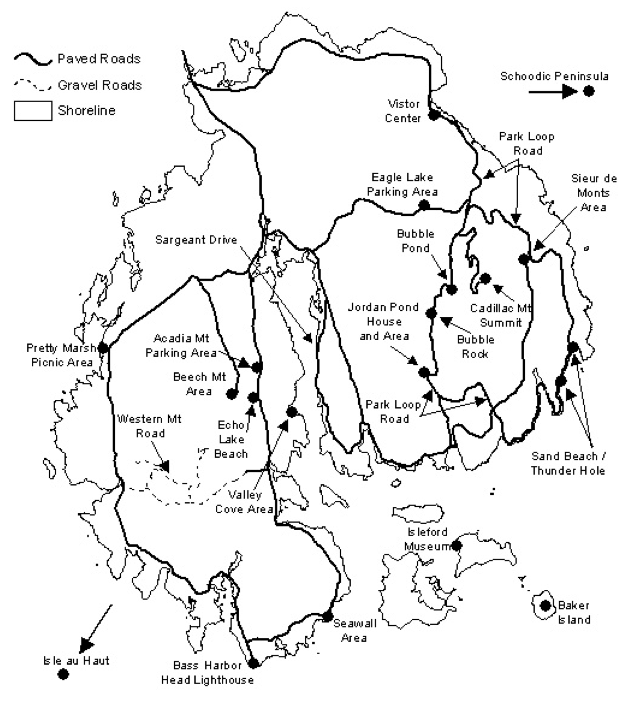 Paved Roads
Gravel Roads
Shoreline
Schoodic Peninsula
Vistor
Center
Park Loop
Road
Eagle Lake
Parking Area
Sieur de
Monts
Area
Sargeant Drive
Bubble
Pond
Jordan Pond
House
and Area
Cadillac Mt
Summit
Pretty Marsh
Picnic Area
Acadia Mt
Parking Area
Bubble
Rock
Beech Mt
Area
Park Loop
Road
Western Mt
Road
Echo
Lake
Beach
Sand Beach /
Thunder Hole
Valley
Cove Area
Isleford
Museum
Baker
Island
Seawall
Area
Isle au Haut
Bass Harbor
Head Lighthouse